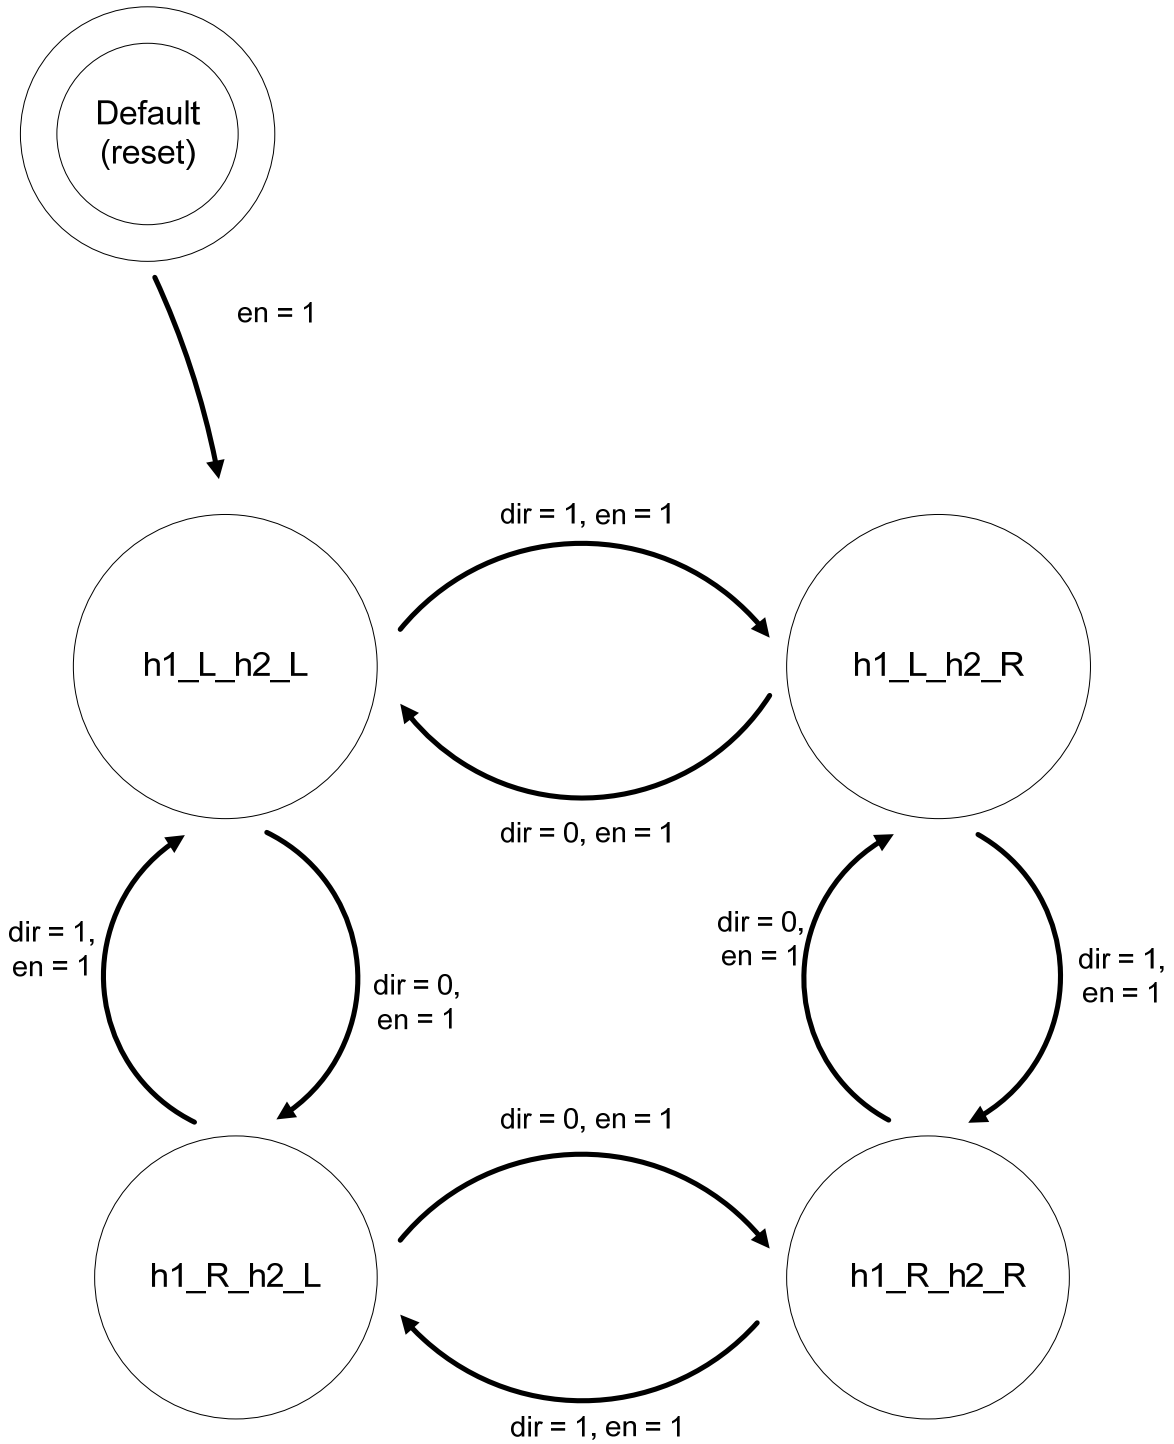 Default
(reset)
en = 1
dir = 1, en = 1
h1_L_h2_L
h1_L_h2_R
dir = 0, en = 1
dir = 1,
en = 1
dir = 0,
en = 1
dir = 0,
en = 1
dir = 1,
en = 1
dir = 0, en = 1
h1_R_h2_L
h1_R_h2_R
dir = 1, en = 1